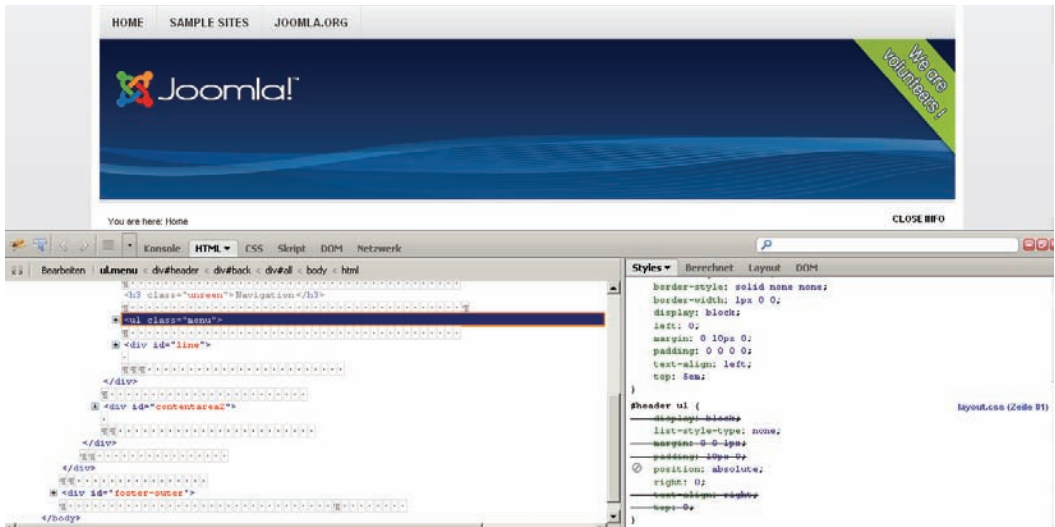 HOME SAMPLE SITES JOOMLA.ORG
Joomla!™
We are
volunteers !
You are here: Home CLOSE INFO
Konsole HTML CSS Skript DOM Netzwerk
Bearbeiten ul.menu < div#header < div#back < div#all < body < html
Styles Berechnet Layout DOM
<h3 class="unseen">Navigation</h3>
<ul class="menu">
<div id="line">
</div>
<div id="contentarea2">
</div>
</div>
<div id="footer-outer">
</body>
border-style: solid none none;
border-width: 1px 0 0;
display: block;
left: 0;
margin: 0 10px 0;
padding: 0 0 0 0;
text-align: left;
top: 5em;
}
#header ul { layout.css (Zeile 81)
display: block;
list-style-type: none;
margin: 0 0 1px;
padding: 10px 0;
position: absolute;
right: 0;
text-align: right;
top: 0;
}